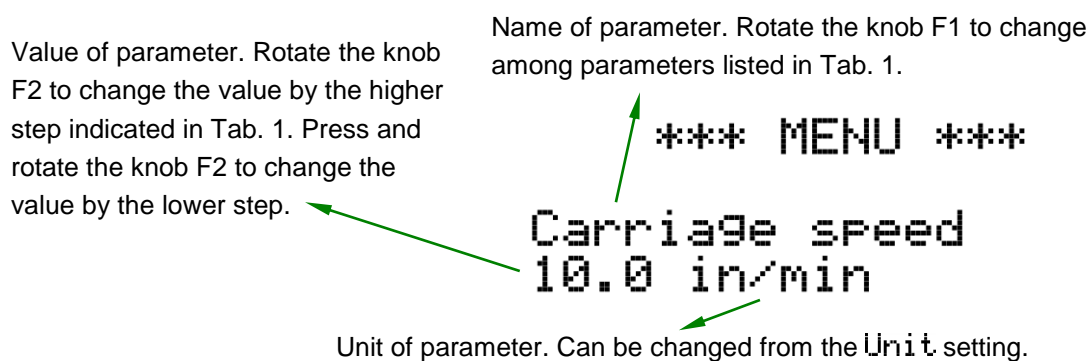 Value of parameter. Rotate the knob
F2 to change the value by the higher
step indicated in Tab. 1. Press and
rotate the knob F2 to change the
value by the lower step.
Name of parameter. Rotate the knob F1 to change
among parameters listed in Tab. 1.
*** MENU ***
Carriage speed
10.0 in/min
Unit of parameter. Can be changed from the Unit setting.